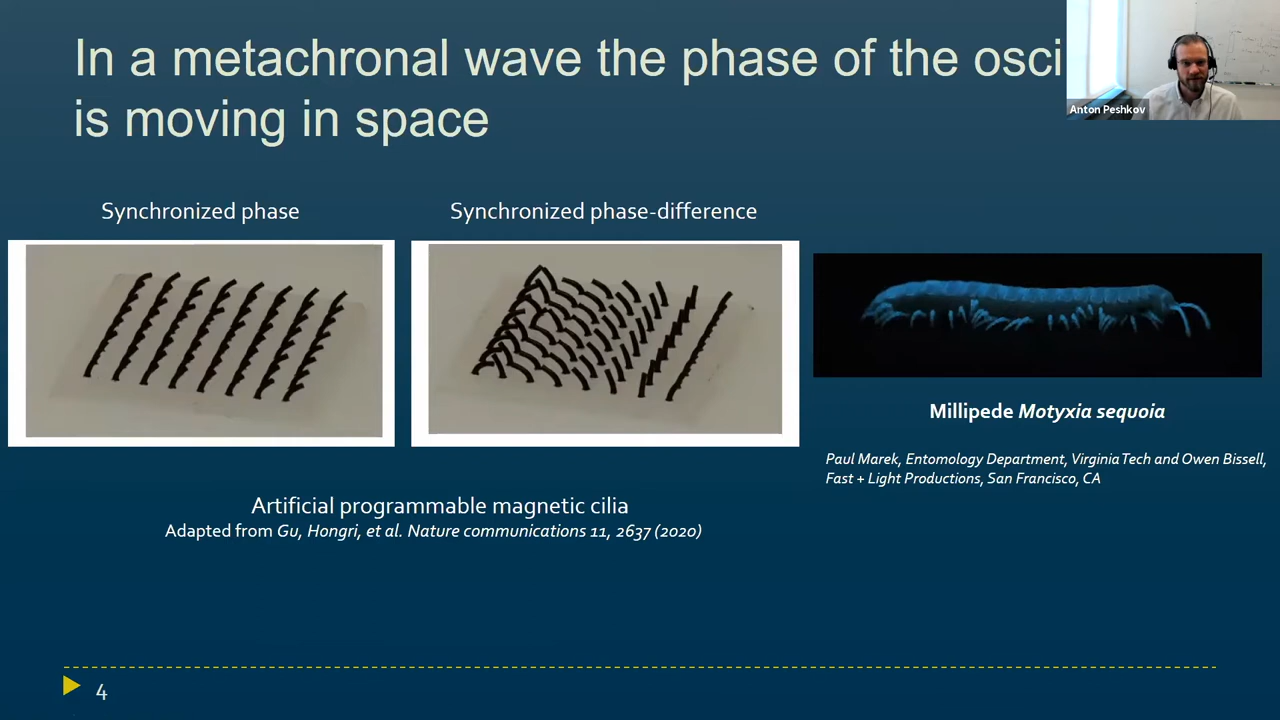 In a metachronal wave the phase of the osci
is moving in space
Anton Peshkov
Synchronized phase
Synchronized phase-difference
Millipede Motyxia sequoia
Paul Marek, Entomology Department, Virginia Tech and Owen Bissell,
Fast + Light Productions, San Francisco, CA
Artificial programmable magnetic cilia
Adapted from Gu, Hongri, et al. Nature communications 11, 2637 (2020)
4